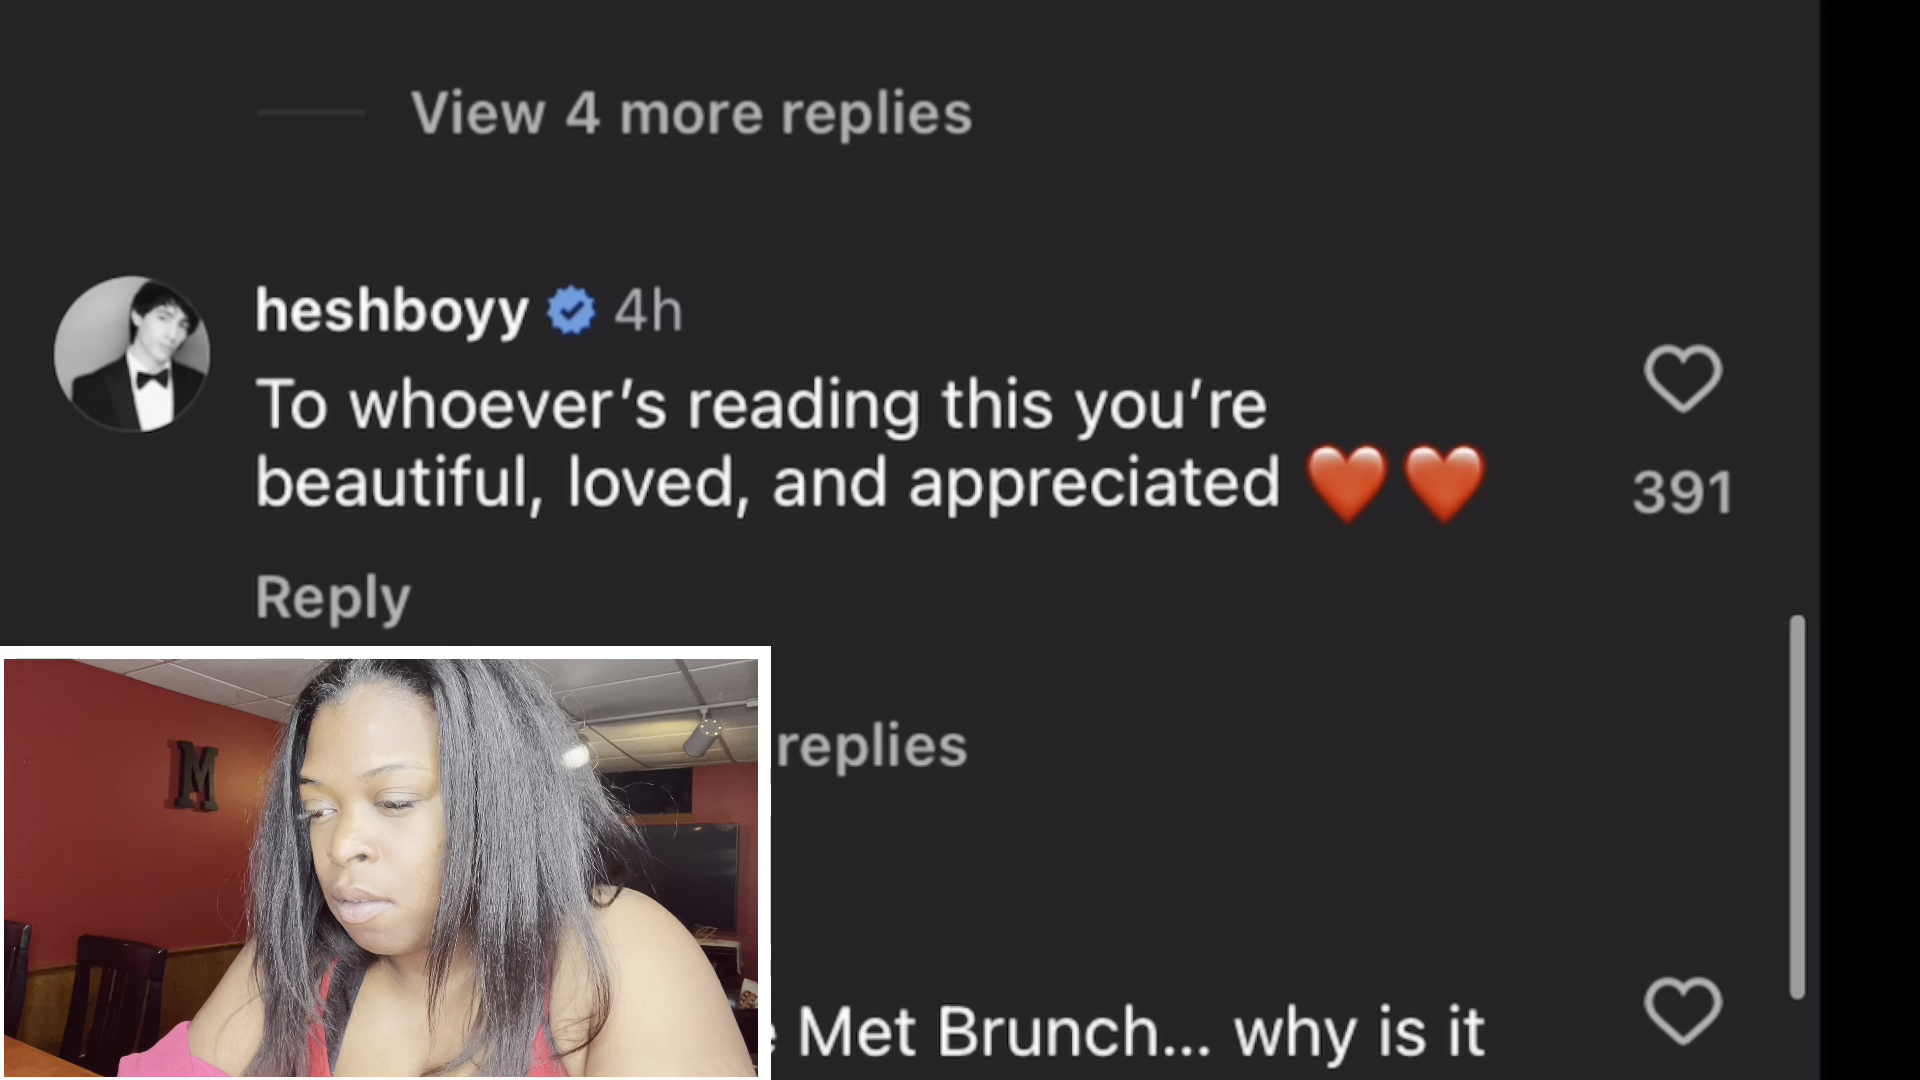 View 4 more replies
heshboyy 4h
To whoever’s reading this you’re
beautiful, loved, and appreciated ❤️❤️
391
Reply
replies
M
Met Brunch... why is it